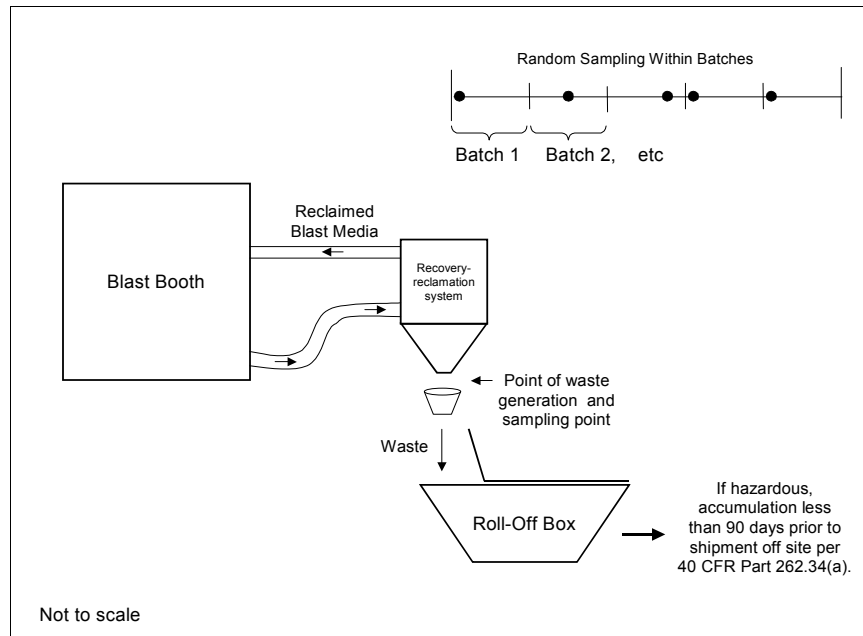 Random Sampling Within Batches
Batch 1
Batch 2,
etc
Reclaimed
Blast Media
Blast Booth
Recovery-
reclamation
system
Point of waste
generation and
sampling point
Waste
Roll-Off Box
If hazardous,
accumulation less
than 90 days prior to
shipment off site per
40 CFR Part 262.34(a).
Not to scale